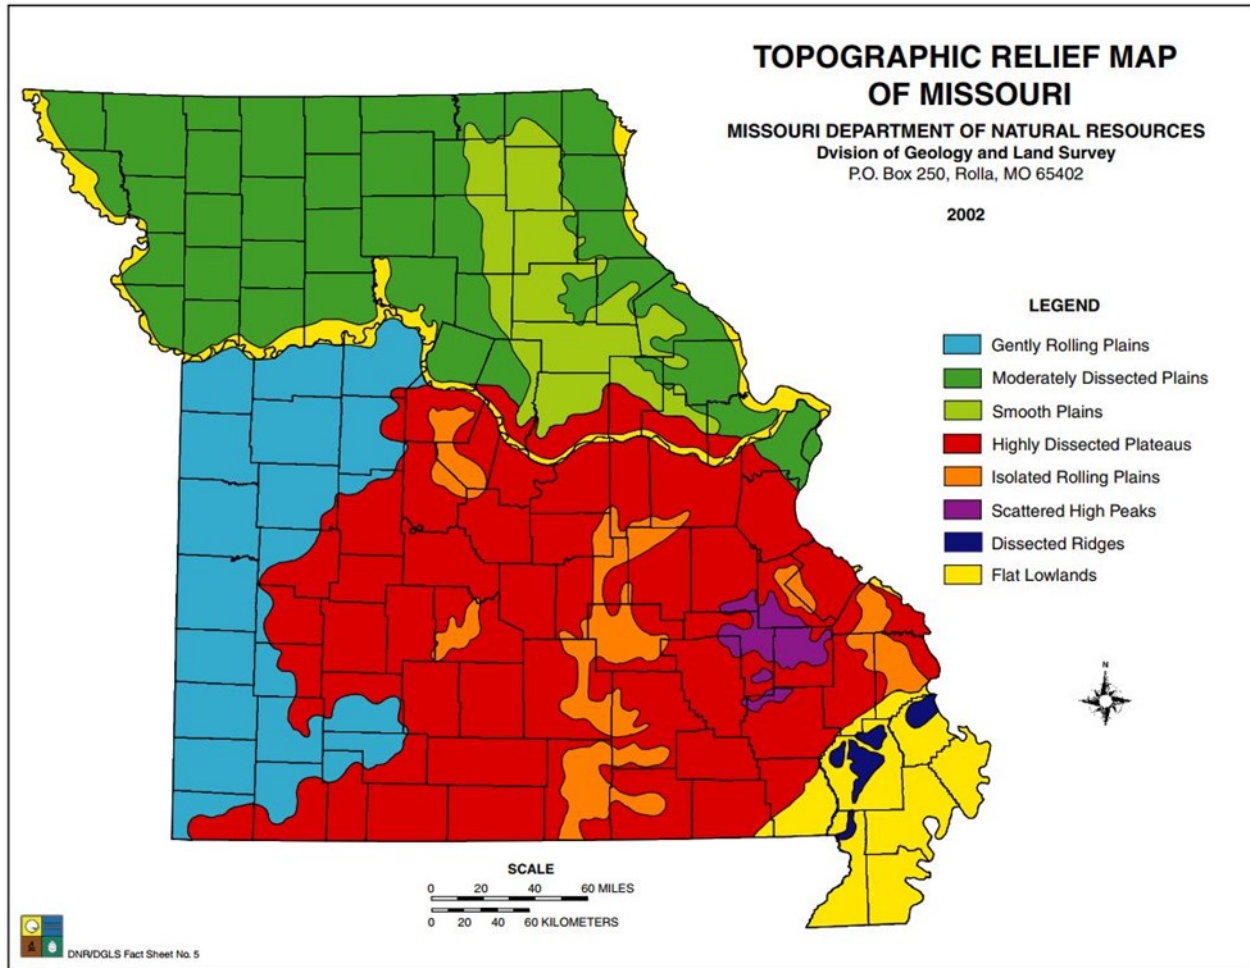 TOPOGRAPHIC RELIEF MAP
OF MISSOURI
MISSOURI DEPARTMENT OF NATURAL RESOURCES
Dvision of Geology and Land Survey
P.O. Box 250, Rolla, MO 65402
2002
LEGEND
Gently Rolling Plains
Moderately Dissected Plains
Smooth Plains
Highly Dissected Plateaus
Isolated Rolling Plains
Scattered High Peaks
Dissected Ridges
Flat Lowlands
N
SCALE
0 20 40 60 MILES
0 20 40 60 KILOMETERS
DNR/DGLS Fact Sheet No. 5